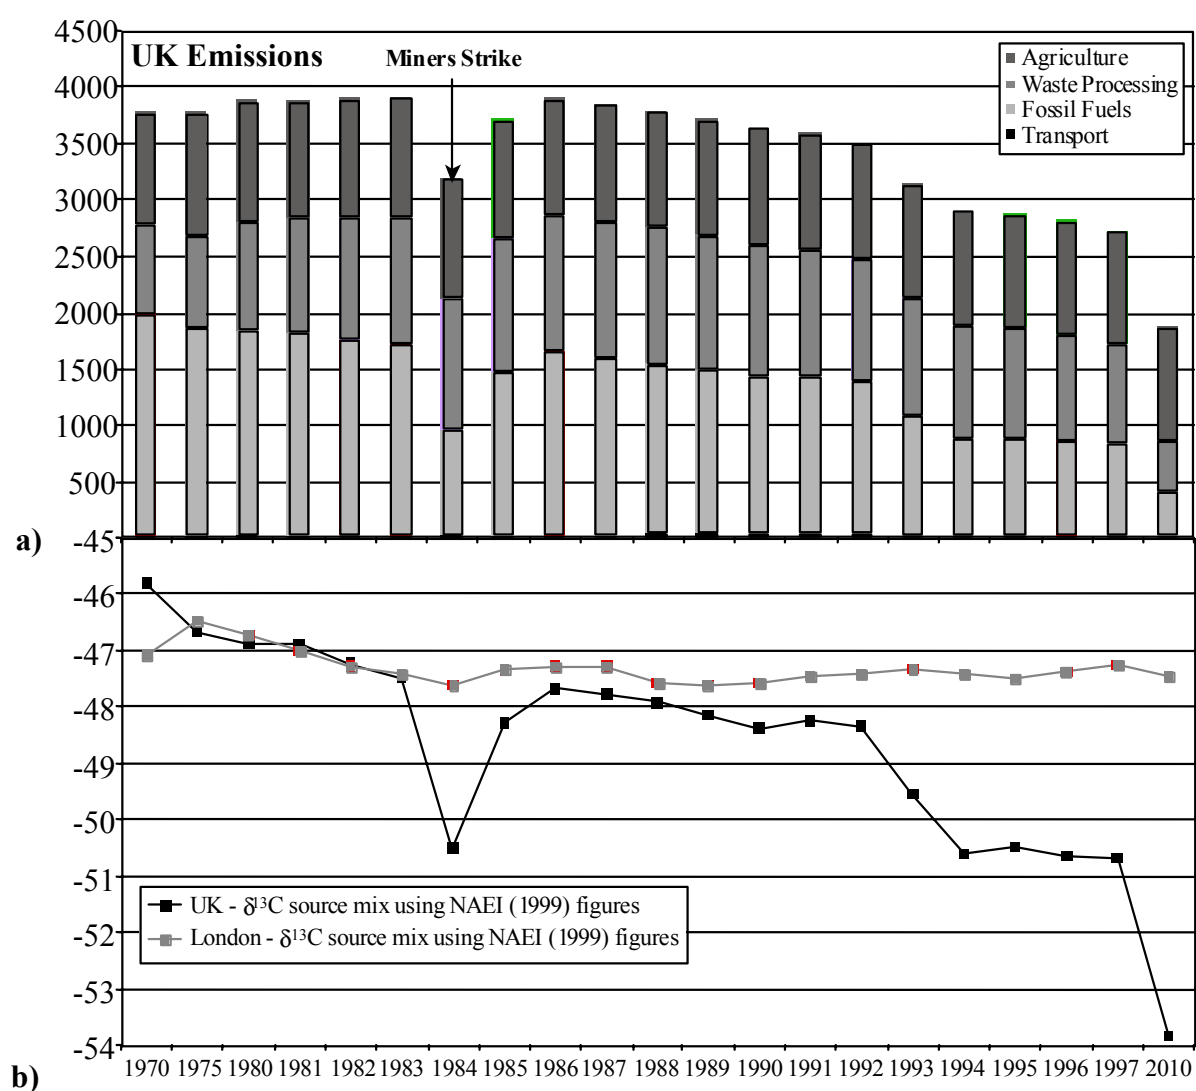 4500
UK Emissions
Miners Strike
Agriculture
Waste Processing
Fossil Fuels
Transport
4000
3500
3000
2500
2000
1500
1000
500
a)
-45
-46
-47
-48
-49
-50
-51
-52
-53
-54
UK - δ¹³C source mix using NAEI (1999) figures
London - δ¹³C source mix using NAEI (1999) figures
1970 1975 1980 1981 1982 1983 1984 1985 1986 1987 1988 1989 1990 1991 1992 1993 1994 1995 1996 1997 2010
b)